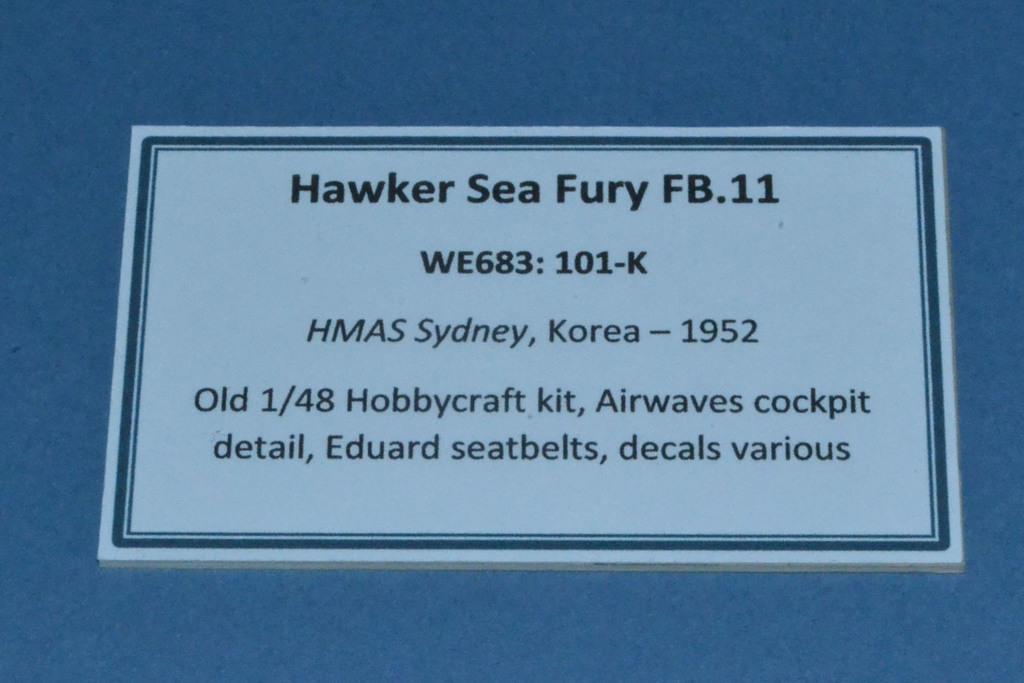 Hawker Sea Fury FB.11
WE683: 101-K
HMAS Sydney, Korea – 1952
Old 1/48 Hobbycraft kit, Airwaves cockpit
detail, Eduard seatbelts, decals various